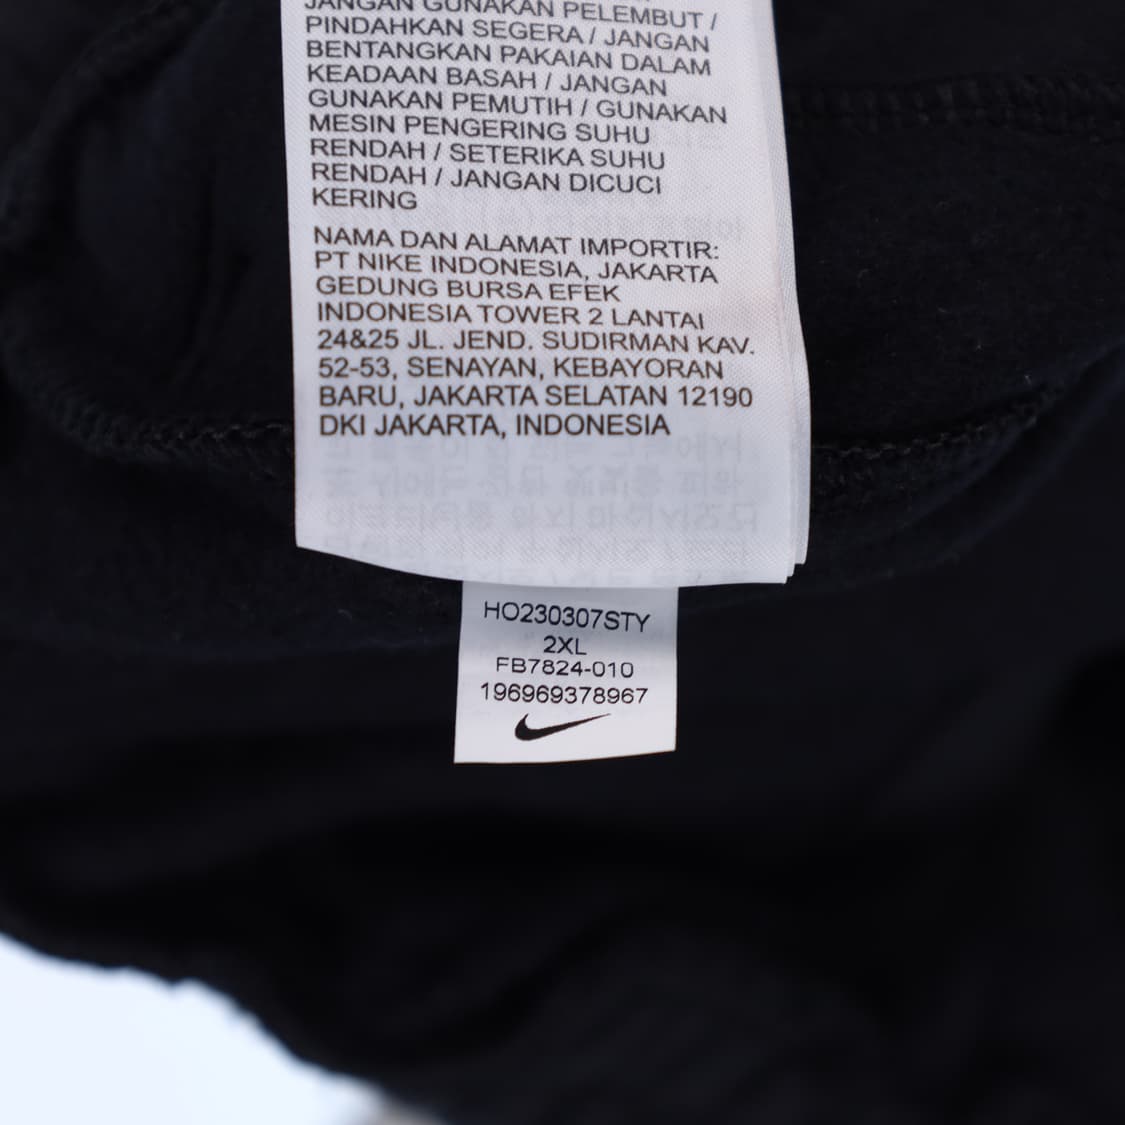 JANGAN GUNAKAN PELEMBUT /
PINDAHKAN SEGERA / JANGAN
BENTANGKAN PAKAIAN DALAM
KEADAAN BASAH / JANGAN
GUNAKAN PEMUTIH / GUNAKAN
MESIN PENGERING SUHU
RENDAH / SETERIKA SUHU
RENDAH / JANGAN DICUCI
KERING
NAMA DAN ALAMAT IMPORTIR:
PT NIKE INDONESIA, JAKARTA
GEDUNG BURSA EFEK
INDONESIA TOWER 2 LANTAI
24&25 JL. JEND. SUDIRMAN KAV.
52-53, SENAYAN, KEBAYORAN
BARU, JAKARTA SELATAN 12190
DKI JAKARTA, INDONESIA
HO230307STY
2XL
FB7824-010
196969378967